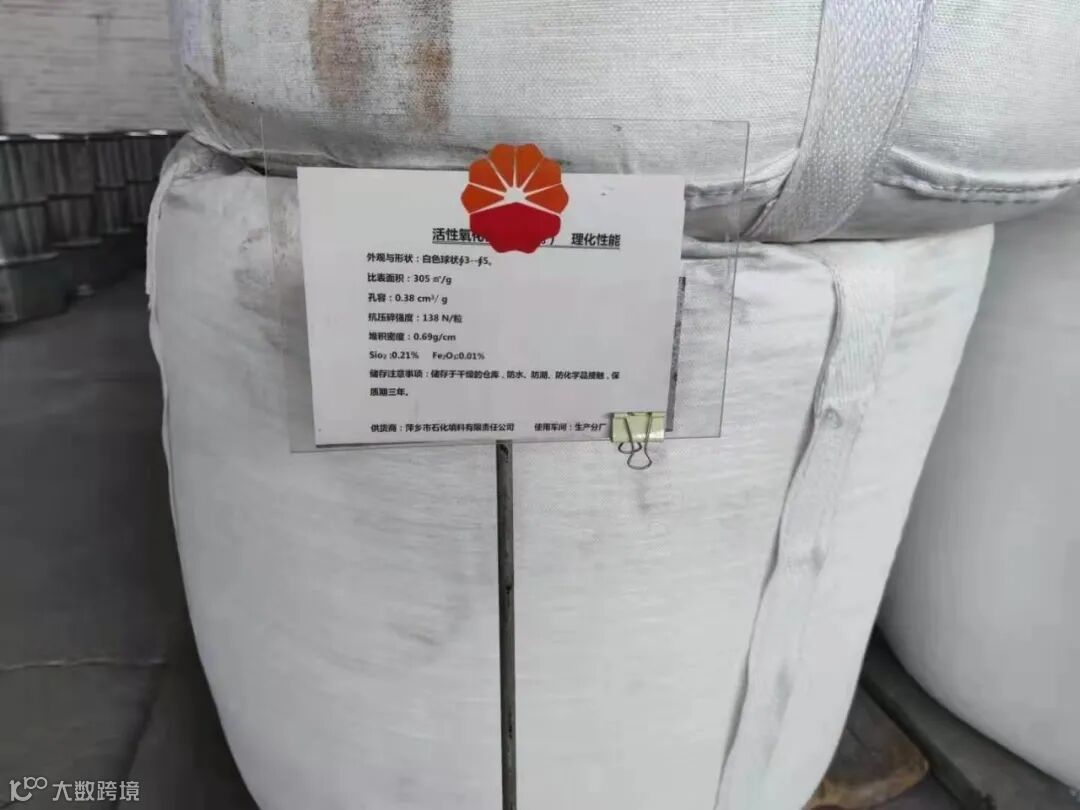 活性氧化 ） 理化性能
外观与形状：白色球状∮3--∮5。
比表面积：305 ㎡/g
孔容：0.38 cm³/ g
抗压碎强度：138 N/粒
堆积密度：0.69g/cm
Sio₂ :0.21% Fe₂O₃:0.01%
储存注意事项：储存于干燥的仓库，防水、防潮、防化学品接触，保
质期三年。
供货商：萍乡市石化填料有限责任公司 使用车间：生产分厂
大数跨境